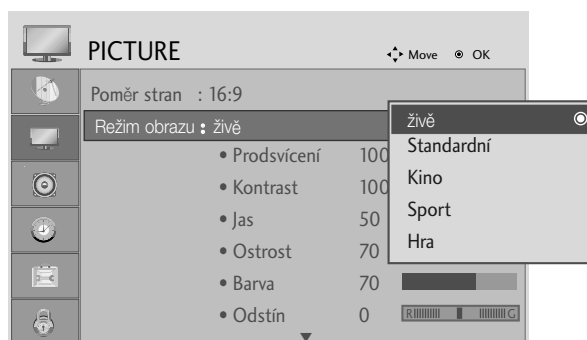 PICTURE Move OK
Poměr stran : 16:9
Režim obrazu : živě
• Prodsvícení 100
• Kontrast 100
• Jas 50
• Ostrost 70
• Barva 70
• Odstín 0 R G
živě
Standardní
Kino
Sport
Hra